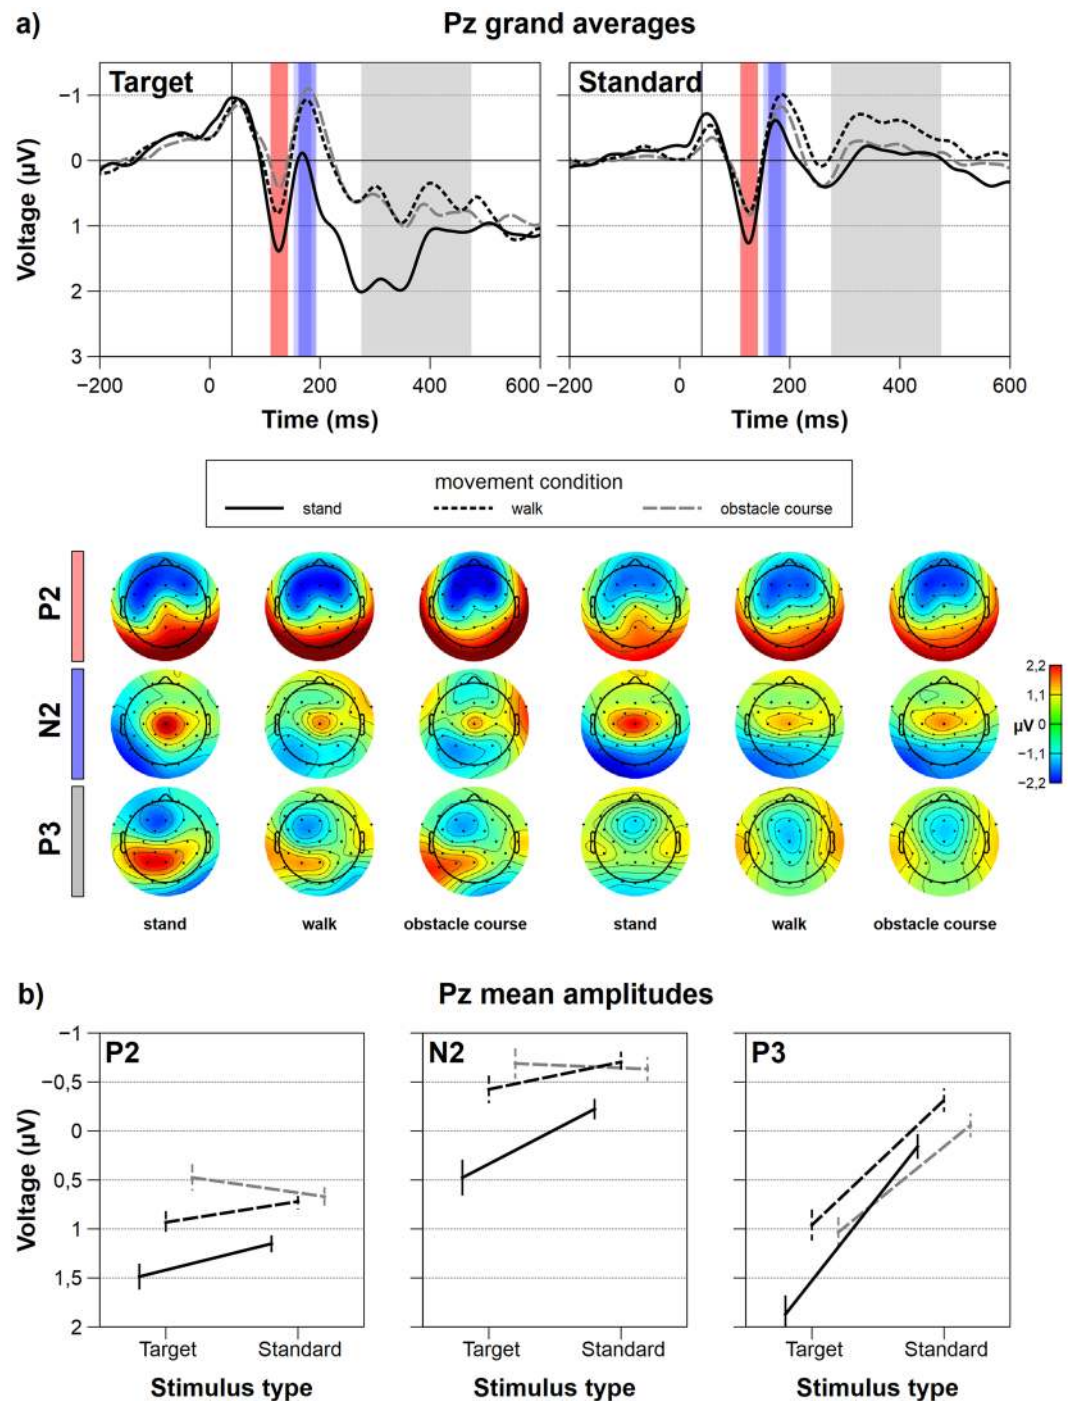 a) Pz grand averages
Target
Standard
−1
0
1
2
3
Voltage (µV)
−200 0 200 400 600
−200 0 200 400 600
Time (ms)
Time (ms)
movement condition
stand walk obstacle course
P2
N2
P3
2,2
1,1
µV 0
−1,1
−2,2
stand walk obstacle course stand walk obstacle course
b) Pz mean amplitudes
P2
N2
P3
−1
−0,5
0
0,5
1
1,5
2
Voltage (µV)
Target Standard
Target Standard
Target Standard
Stimulus type
Stimulus type
Stimulus type